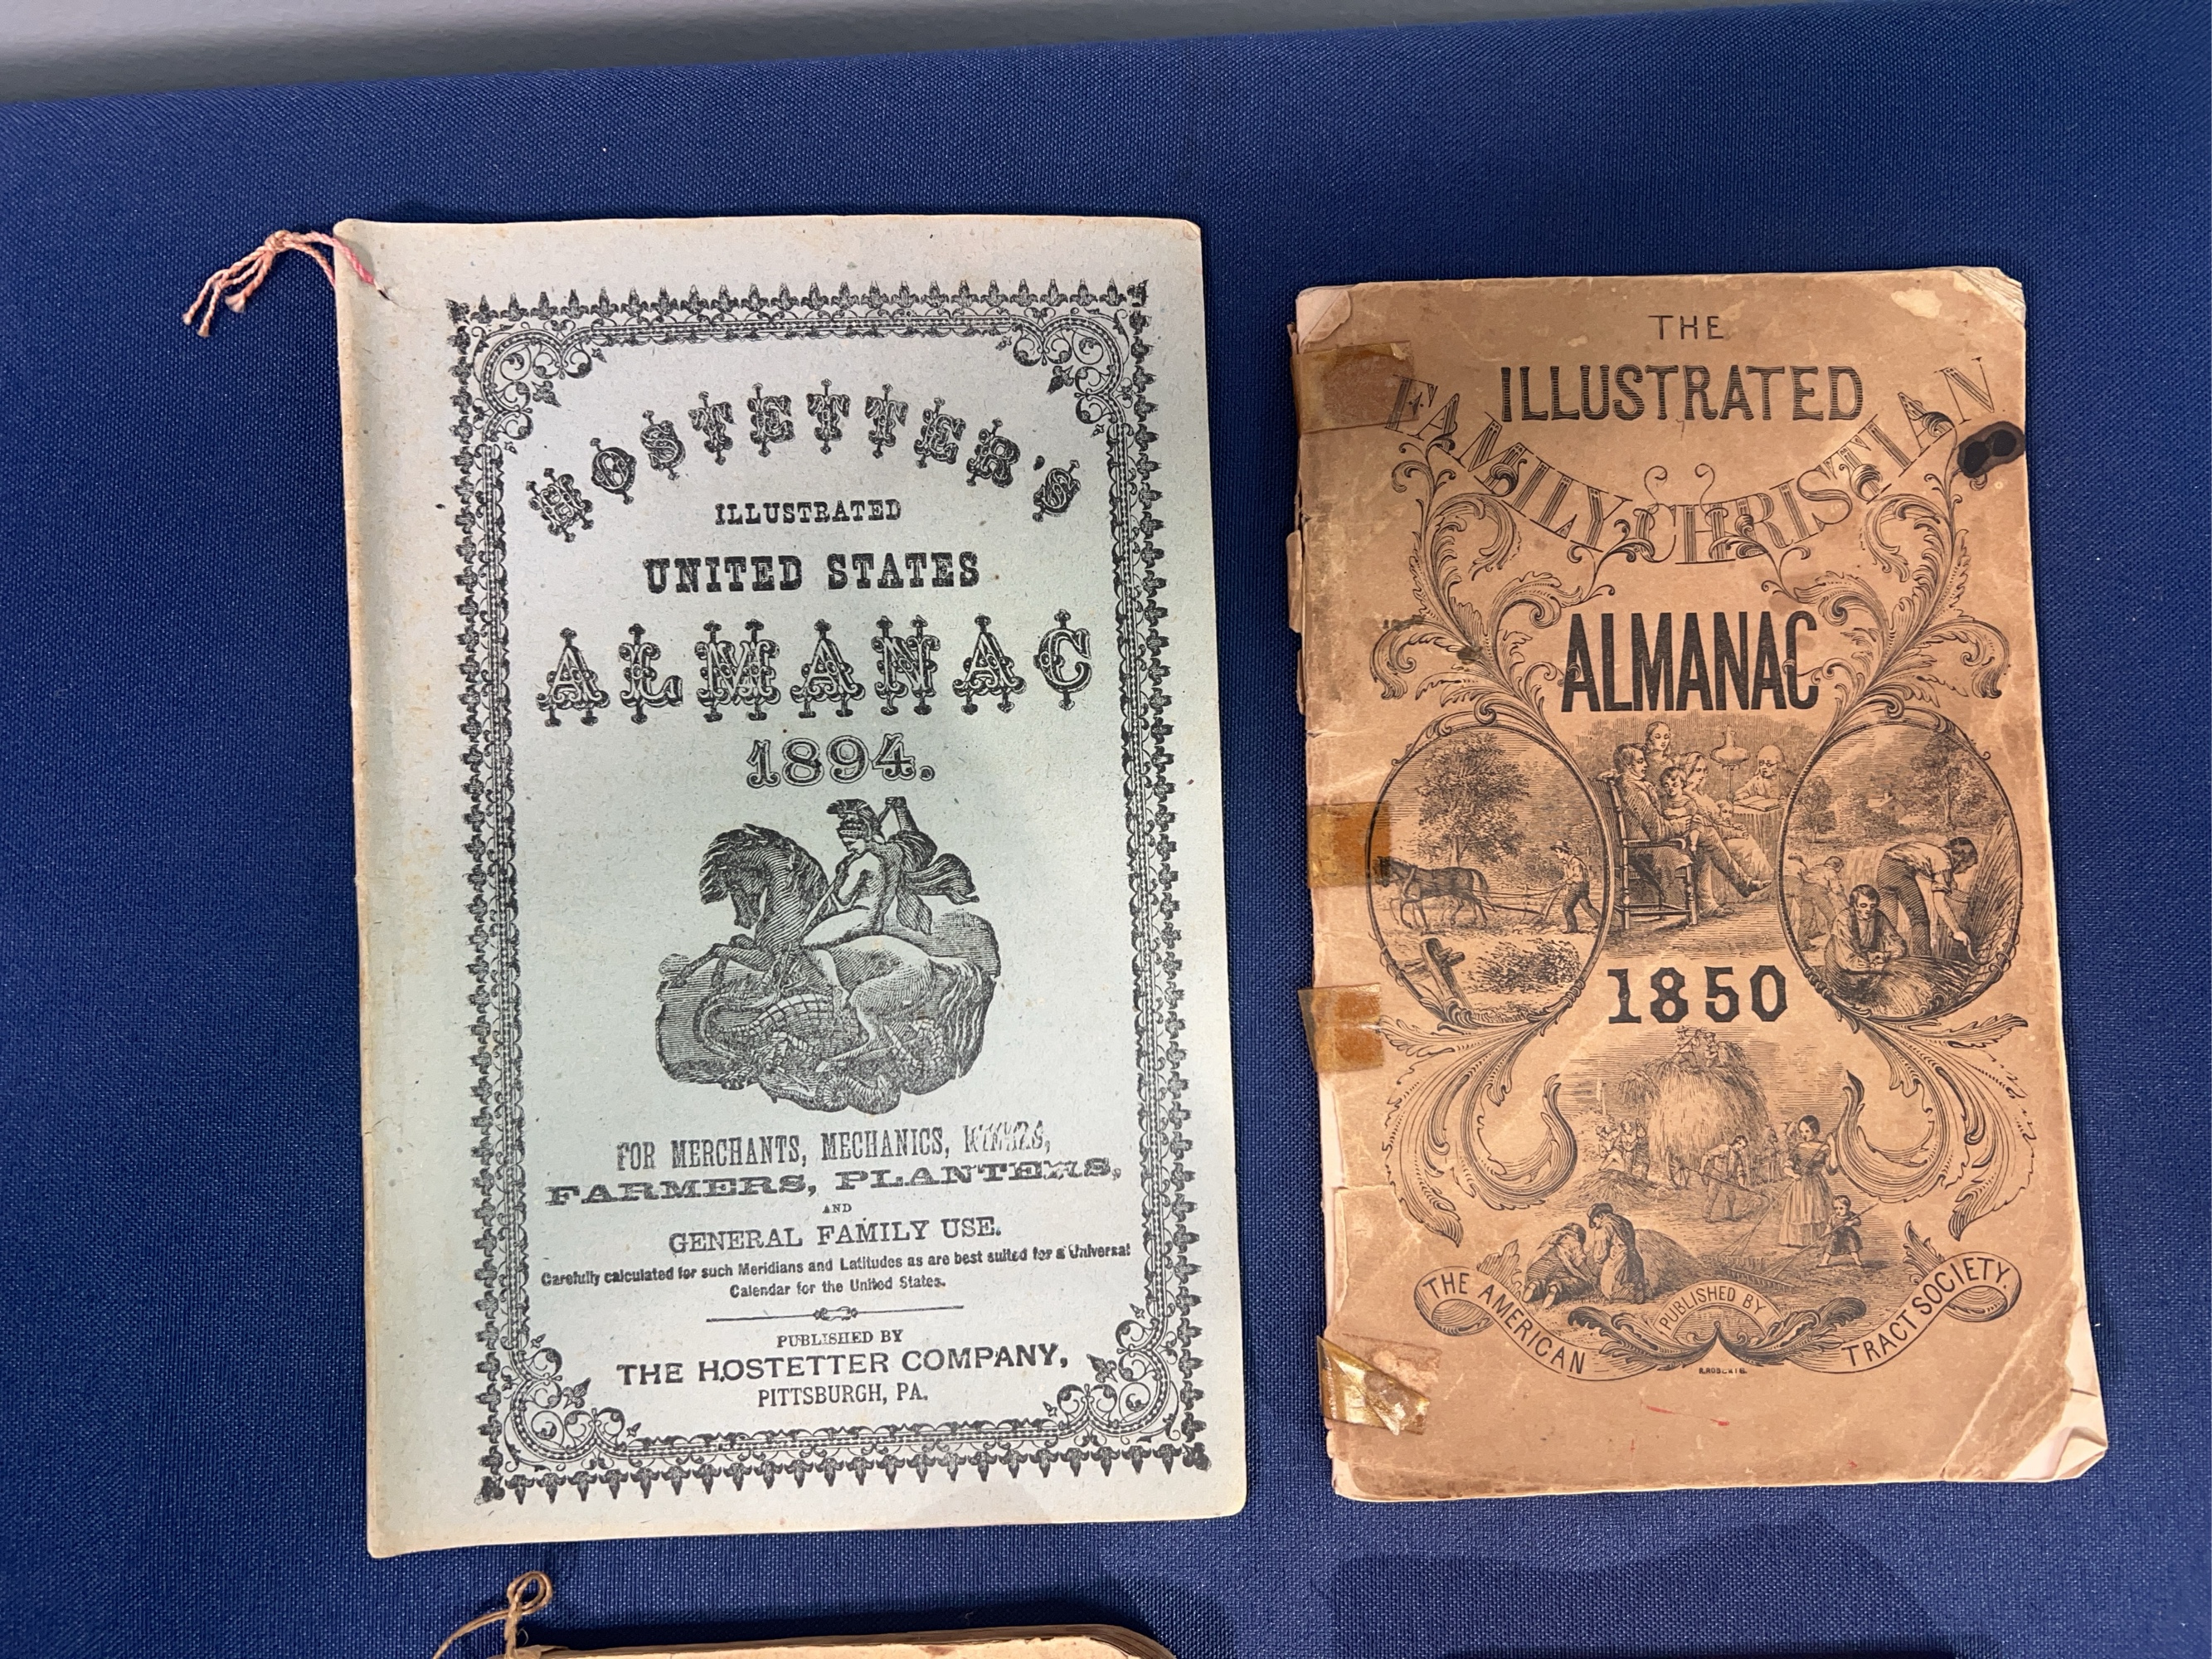 HOSTETTER'S
ILLUSTRATED
UNITED STATES
ALMANAC
1894.
FOR MERCHANTS, MECHANICS,
FARMERS, PLANTERS,
AND
GENERAL FAMILY USE.
Carefully calculated for such Meridians and Latitudes as are best suited for a Universal
Calendar for the United States.
PUBLISHED BY
THE HOSTETTER COMPANY,
PITTSBURGH, PA.
THE
ILLUSTRATED
FAMILY CHRISTIAN
ALMANAC
1850
THE AMERICAN
PUBLISHED BY
TRACT SOCIETY.